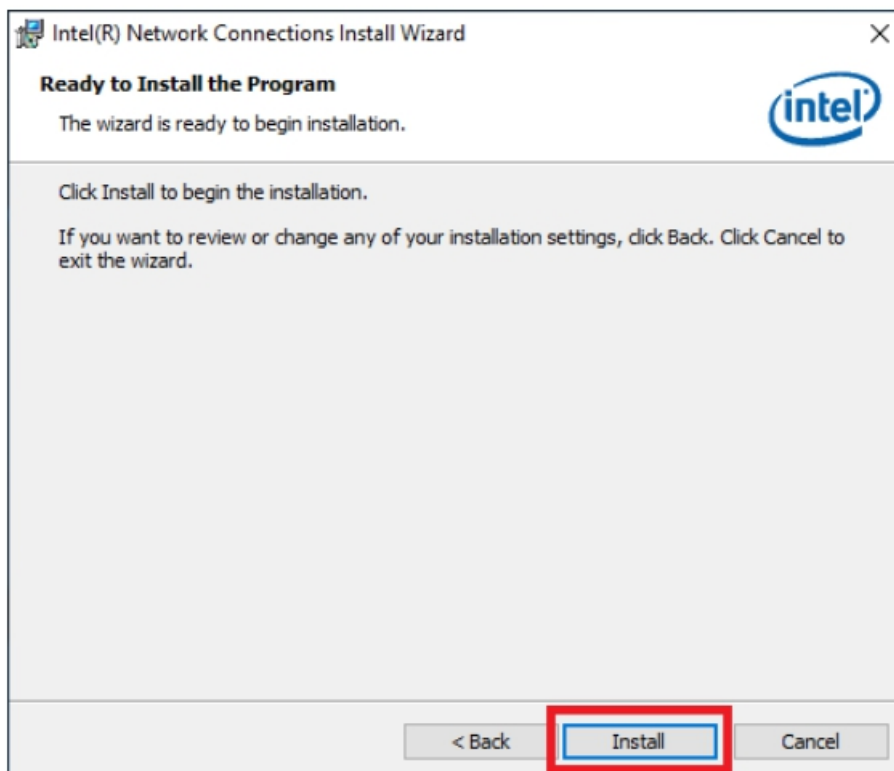 Intel(R) Network Connections Install Wizard
Ready to Install the Program
The wizard is ready to begin installation.
intel
Click Install to begin the installation.
If you want to review or change any of your installation settings, click Back. Click Cancel to
exit the wizard.
< Back Install Cancel